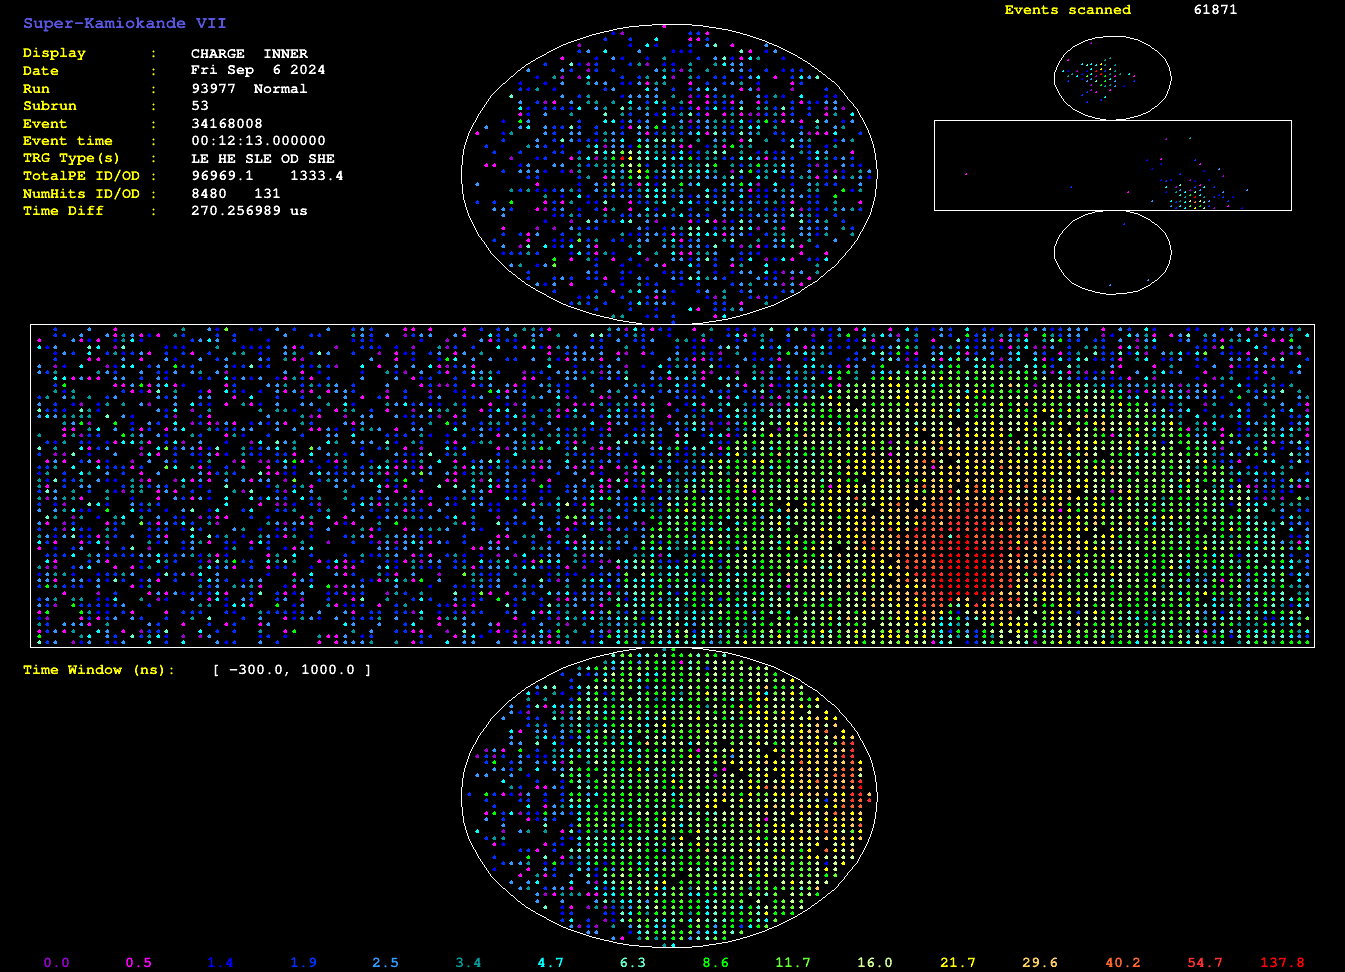 Super-Kamiokande VII
Events scanned 61871
Display : CHARGE INNER
Date : Fri Sep 6 2024
Run : 93977 Normal
Subrun : 53
Event : 34168008
Event time : 00:12:13.000000
TRG Type(s) : LE HE SLE OD SHE
TotalPE ID/OD : 96969.1 1333.4
NumHits ID/OD : 8480 131
Time Diff : 270.256989 us
Time Window (ns): [ -300.0, 1000.0 ]
0.0 0.5 1.4 1.9 2.5 3.4 4.7 6.3 8.6 11.7 16.0 21.7 29.6 40.2 54.7 137.8